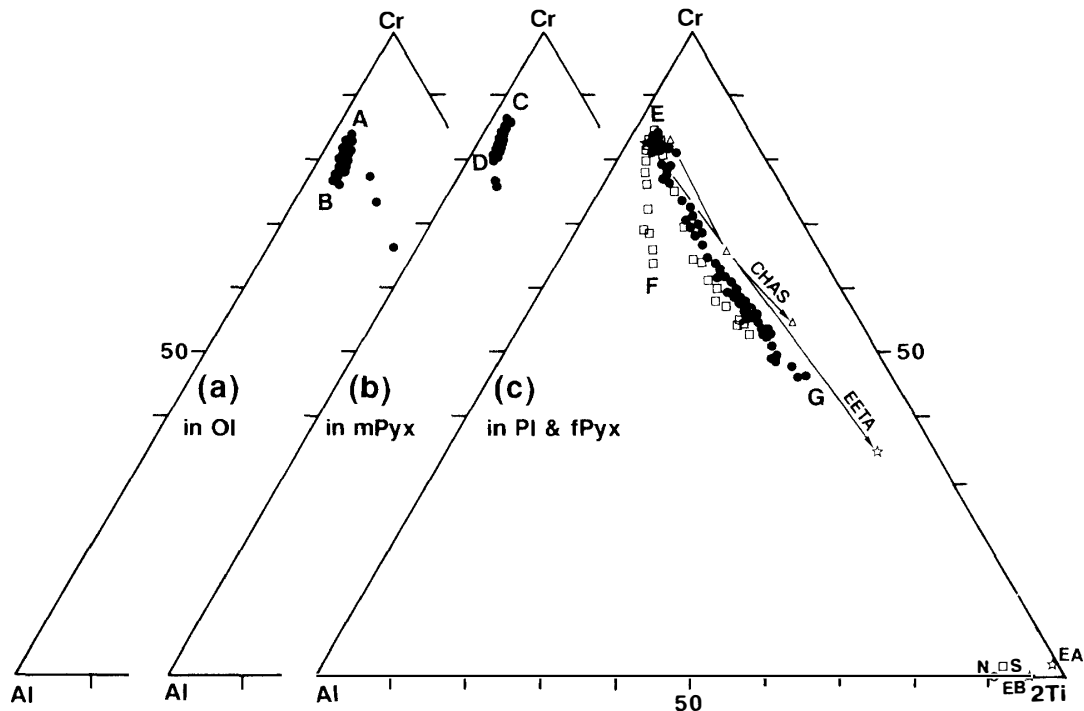 Cr
Cr
Cr
A
B
C
D
E
F
G
CHAS
EETA
50
50
(a)
in Ol
(b)
in mPyx
(c)
in Pl & fPyx
Al
Al
Al
50
N
S
EA
EB
2Ti